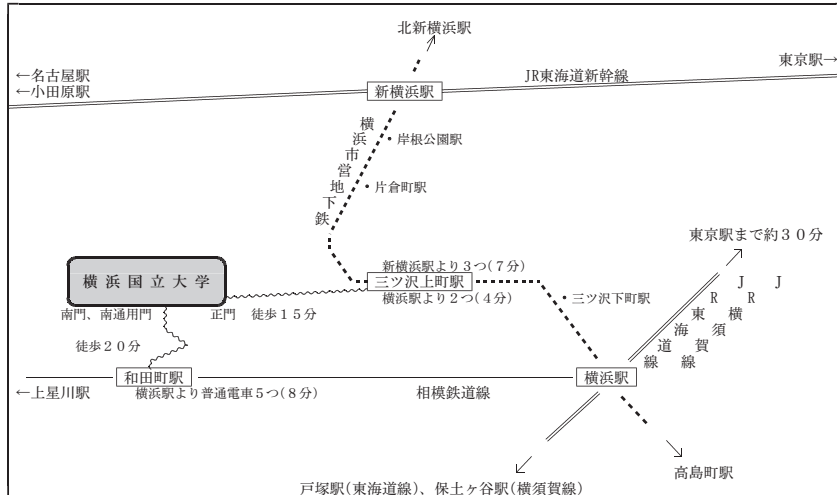 北新横浜駅
東京駅→
←名古屋駅
←小田原駅
JR東海道新幹線
新横浜駅
横浜市営地下鉄
・岸根公園駅
・片倉町駅
東京駅まで約３０分
横浜国立大学
新横浜駅より３つ(７分)
三ツ沢上町駅
横浜駅より２つ(４分)
・三ツ沢下町駅
JR横須賀線
JR東海道線
南門、南通用門
正門　徒歩１５分
徒歩２０分
和田町駅
横浜駅
←上星川駅
横浜駅より普通電車５つ(８分)
相模鉄道線
高島町駅
戸塚駅(東海道線)、保土ヶ谷駅(横須賀線)